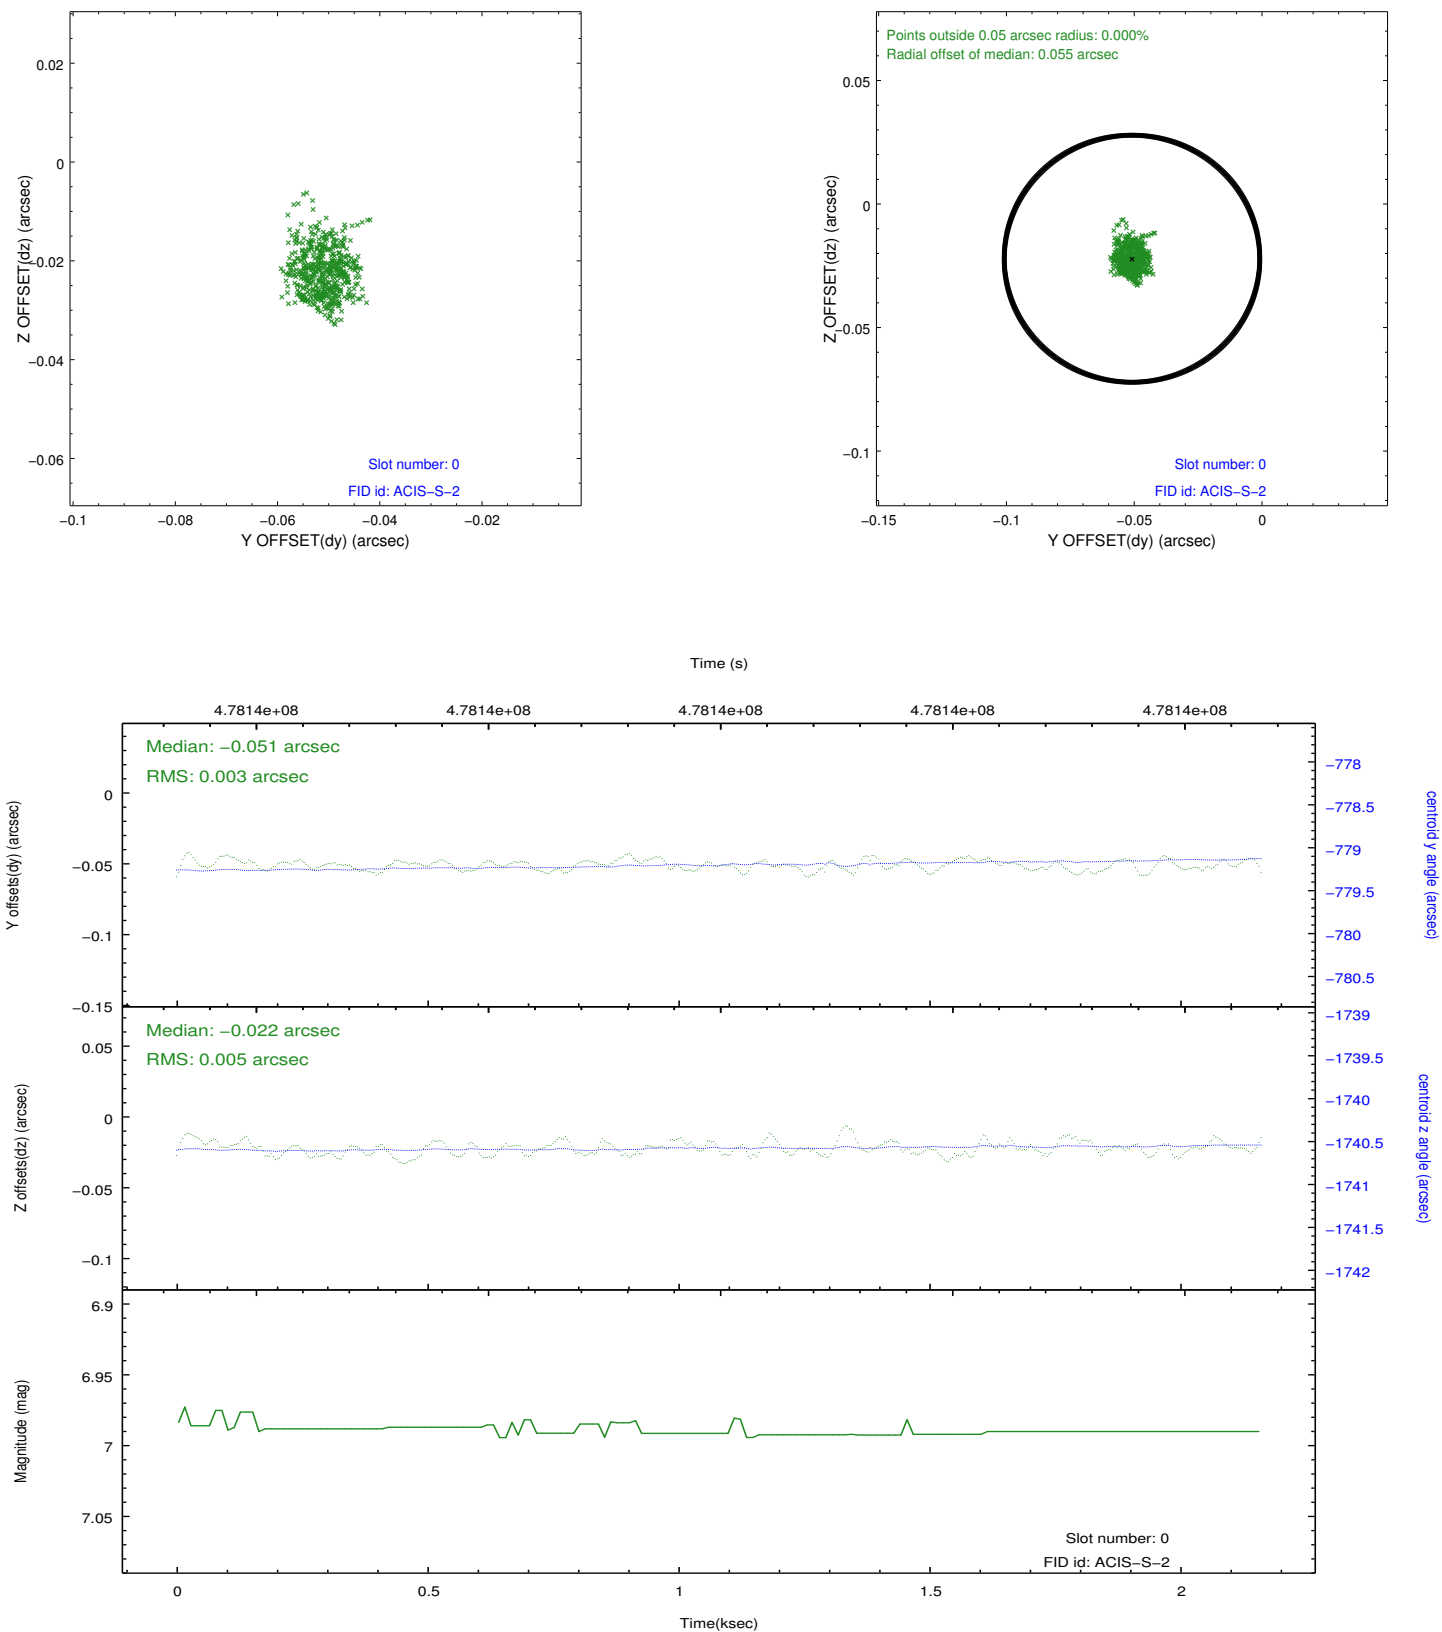 0.02
0
−0.02
−0.04
−0.06
Z OFFSET(dz) (arcsec)
Slot number: 0
FID id: ACIS−S−2
−0.1
−0.08
−0.06
−0.04
−0.02
Y OFFSET(dy) (arcsec)
Points outside 0.05 arcsec radius: 0.000%
Radial offset of median: 0.055 arcsec
0.05
0
−0.05
−0.1
Z OFFSET(dz) (arcsec)
Slot number: 0
FID id: ACIS−S−2
−0.15
−0.1
−0.05
0
Y OFFSET(dy) (arcsec)
Time (s)
4.7814e+08
4.7814e+08
4.7814e+08
4.7814e+08
4.7814e+08
Median: −0.051 arcsec
RMS: 0.003 arcsec
0
−0.05
−0.1
−0.15
Y offsets(dy) (arcsec)
−778
−778.5
−779
−779.5
−780
−780.5
centroid y angle (arcsec)
Median: −0.022 arcsec
RMS: 0.005 arcsec
0.05
0
−0.05
−0.1
Z offsets(dz) (arcsec)
−1739
−1739.5
−1740
−1740.5
−1741
−1741.5
−1742
centroid z angle (arcsec)
6.9
6.95
7
7.05
Magnitude (mag)
Slot number: 0
FID id: ACIS−S−2
0
0.5
1
1.5
2
Time(ksec)